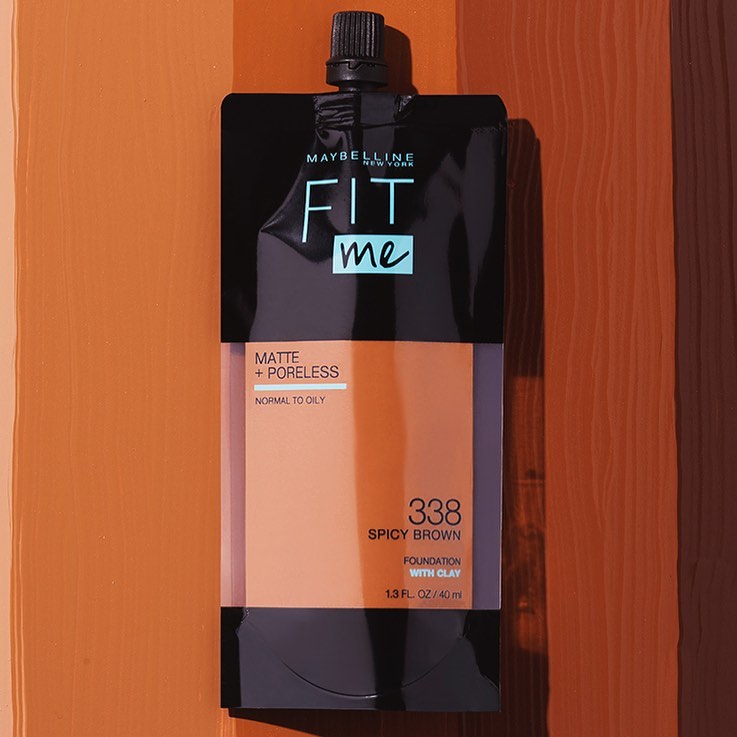 MAYBELLINE
NEW YORK
FIT
me
MATTE
+ PORELESS
NORMAL TO OILY
338
SPICY BROWN
FOUNDATION
WITH CLAY
1.3 FL. OZ / 40 ml